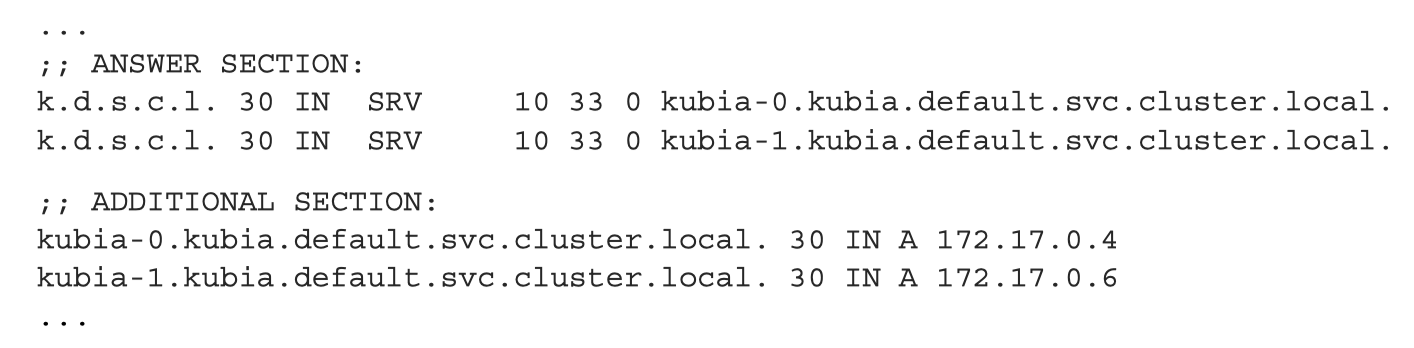 ...
;; ANSWER SECTION:
k.d.s.c.l. 30 IN  SRV     10 33 0 kubia-0.kubia.default.svc.cluster.local.
k.d.s.c.l. 30 IN  SRV     10 33 0 kubia-1.kubia.default.svc.cluster.local.
;; ADDITIONAL SECTION:
kubia-0.kubia.default.svc.cluster.local. 30 IN A 172.17.0.4
kubia-1.kubia.default.svc.cluster.local. 30 IN A 172.17.0.6
...